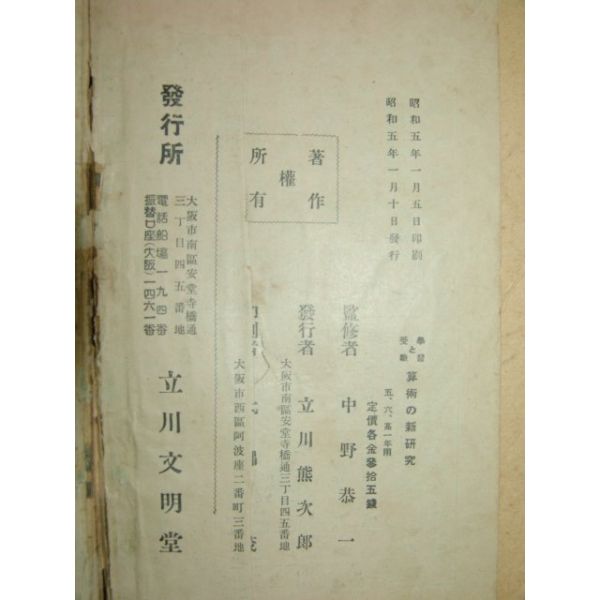 昭和五年一月五日印刷
昭和五年一月十日發行
學習と受驗
算術の新研究
五、六、高一年用
定價各金參拾五錢
著作權所有
監修者 中野恭一
發行者 立川熊次郎
大阪市南區安堂寺橋通三丁目四五番地
印刷者
大阪市西區阿波座二番町三番地
發行所
大阪市南區安堂寺橋通
三丁目四五番地
電話船場一九四番
振替口座(大阪)一四六一番
立川文明堂